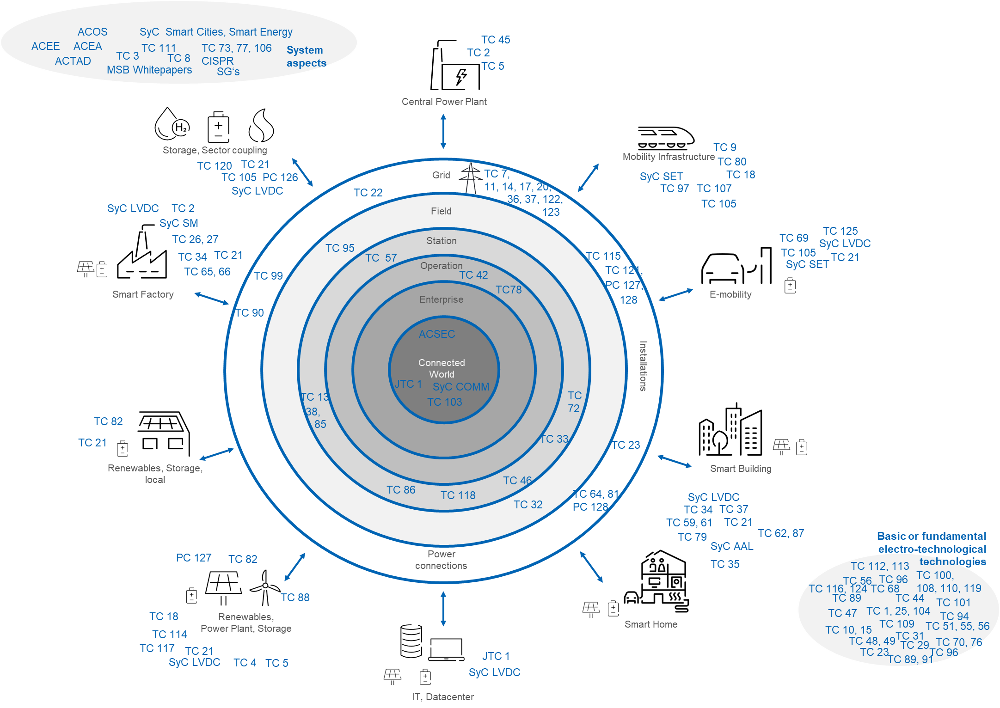 ACOS
SyC  Smart Cities, Smart Energy
ACEE
ACEA
TC 111
TC 73, 77, 106
System
aspects
TC 3
TC 8
CISPR
ACTAD
MSB Whitepapers
SG's
TC 45
TC 2
TC 5
Central Power Plant
H₂
Storage, Sector coupling
TC 120
TC 21
TC 105
PC 126
SyC LVDC
Mobility Infrastructure
TC 9
TC 80
TC 18
SyC SET
TC 97
TC 107
TC 105
SyC LVDC
TC 2
SyC SM
TC 26, 27
TC 34
TC 21
TC 65, 66
Smart Factory
TC 125
TC 69
SyC LVDC
TC 105
TC 21
SyC SET
E-mobility
Grid
TC 7,
11, 14, 17, 20,
36, 37, 122,
123
TC 22
Field
Station
TC 95
TC  57
Operation
TC 42
TC78
TC 115
TC 121,
PC 127,
128
TC 99
TC 90
Enterprise
ACSEC
Connected
World
JTC 1
SyC COMM
TC 103
Installations
TC 13
38,
85
TC
72
TC 33
TC 23
TC 46
TC 86
TC 118
TC 32
TC 64, 81
PC 128
Power
connections
TC 82
TC 21
Renewables, Storage,
local
Smart Building
SyC LVDC
TC 34
TC 37
TC 59, 61
TC 21
TC 62, 87
TC 79
SyC AAL
TC 35
Smart Home
PC 127
TC 82
TC 88
Renewables,
Power Plant, Storage
TC 18
TC 114
TC 117
TC 21
SyC LVDC
TC 4
TC 5
JTC 1
SyC LVDC
IT, Datacenter
Basic or fundamental
electro-technological
technologies
TC 112, 113
TC 100,
108, 110, 119
TC 56
TC 96
TC 116, 124
TC 68
TC 89
TC 44
TC 101
TC 47
TC 1, 25, 104
TC 94
TC 109
TC 51, 55, 56
TC 10, 15
TC 31
TC 48, 49
TC 29
TC 70, 76
TC 23
TC 96
TC 89, 91